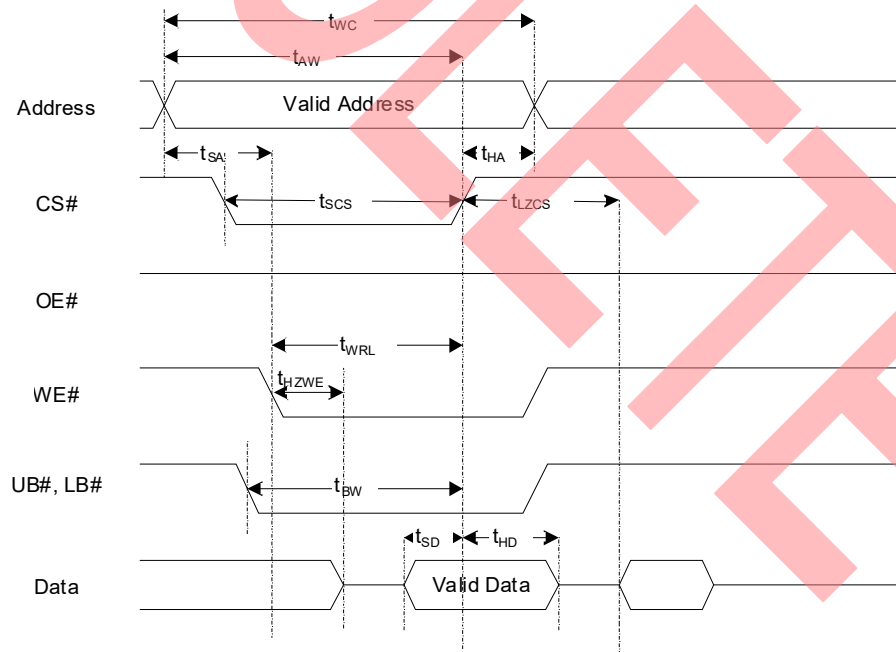 tWC
tAW
Address
Valid Address
tSA
tHA
CS#
tSCS
tLZCS
OE#
tWRL
WE#
tHZWE
UB#, LB#
tBW
tSD
tHD
Data
Valid Data